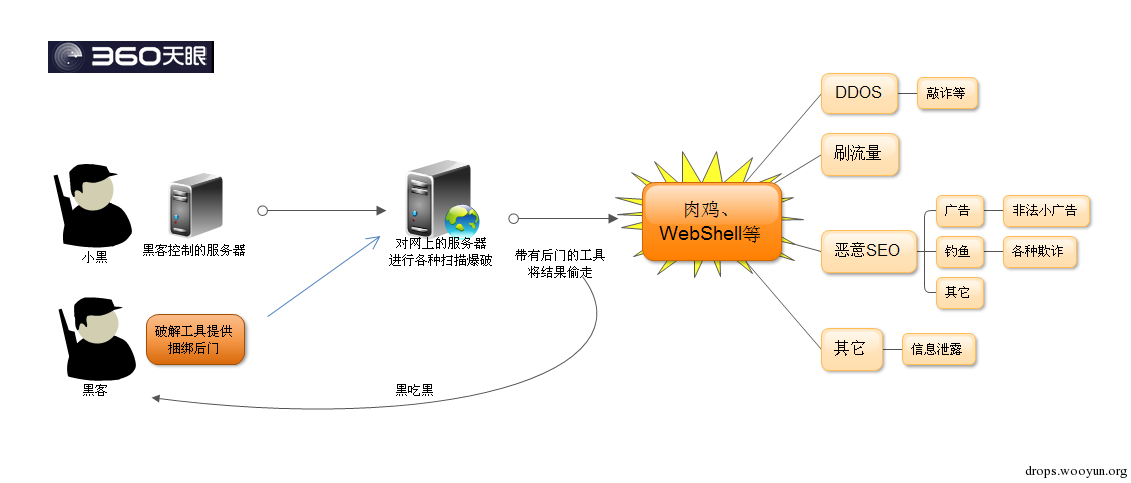 360天眼
小黑
黑客控制的服务器
对网上的服务器
进行各种扫描爆破
带有后门的工具
将结果偷走
肉鸡、
WebShell等
DDOS
敲诈等
刷流量
恶意SEO
广告
非法小广告
钓鱼
各种欺诈
其它
其它
信息泄露
破解工具提供
捆绑后门
黑客
黑吃黑
drops.wooyun.org